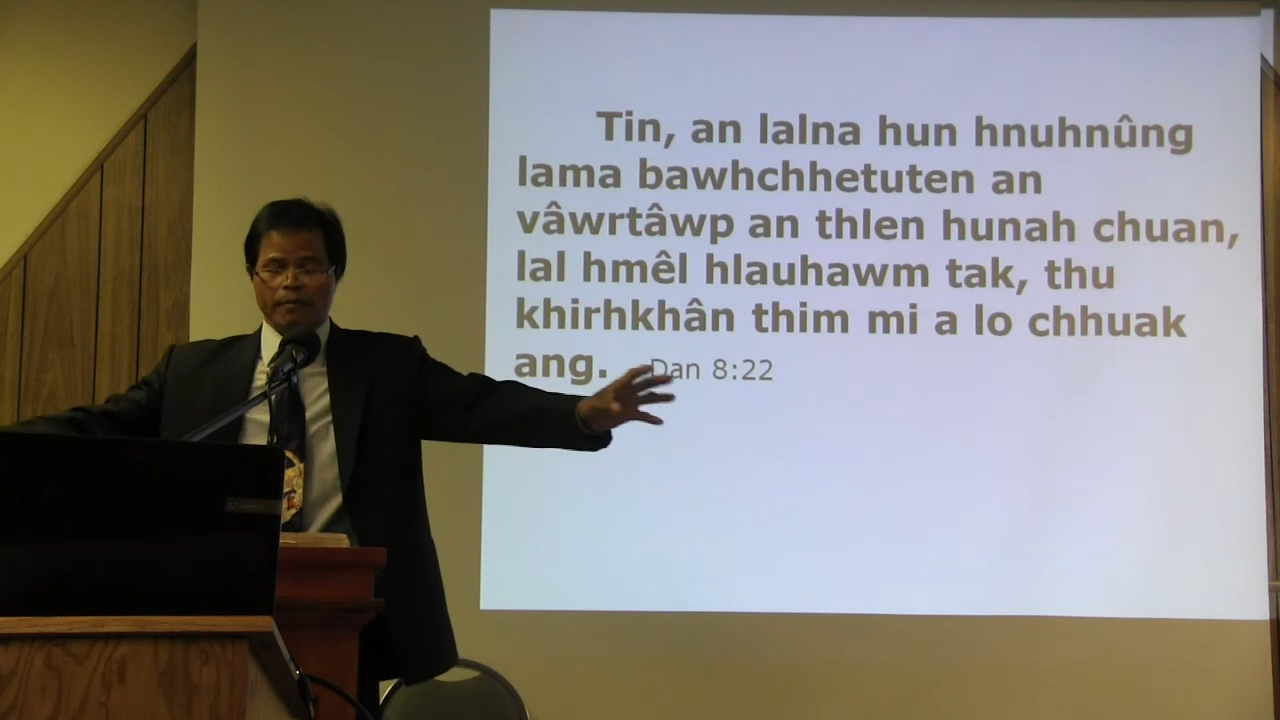 Tin, an lalna hun hnuhnûng
lama bawhchhetuten an
vâwrtâwp an thlen hunah chuan,
lal hmêl hlauhawm tak, thu
khirhkhân thim mi a lo chhuak
ang. Dan 8:22